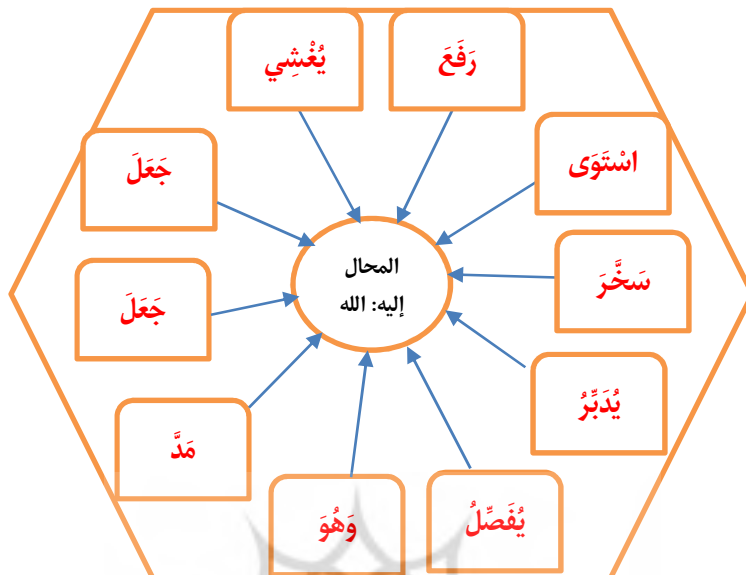 رَفَعَ
اسْتَوَى
سَخَّرَ
يُدَبِّرُ
يُفَصِّلُ
وَهُوَ
مَدَّ
جَعَلَ
جَعَلَ
يُغْشِي
المحال
إليه: الله